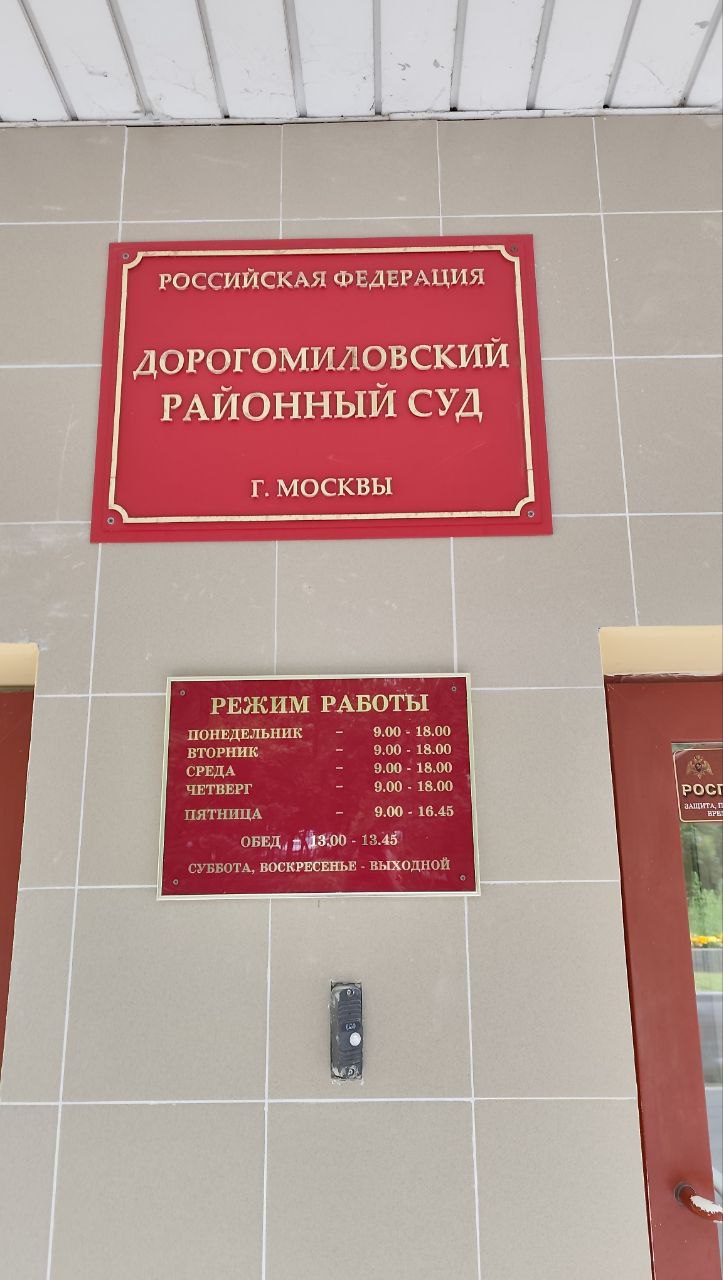 РОССИЙСКАЯ ФЕДЕРАЦИЯ
ДОРОГОМИЛОВСКИЙ
РАЙОННЫЙ СУД
Г. МОСКВЫ
РЕЖИМ РАБОТЫ
ПОНЕДЕЛЬНИК - 9.00 - 18.00
ВТОРНИК - 9.00 - 18.00
СРЕДА - 9.00 - 18.00
ЧЕТВЕРГ - 9.00 - 18.00
ПЯТНИЦА - 9.00 - 16.45
ОБЕД - 13.00 - 13.45
СУББОТА, ВОСКРЕСЕНЬЕ - ВЫХОДНОЙ